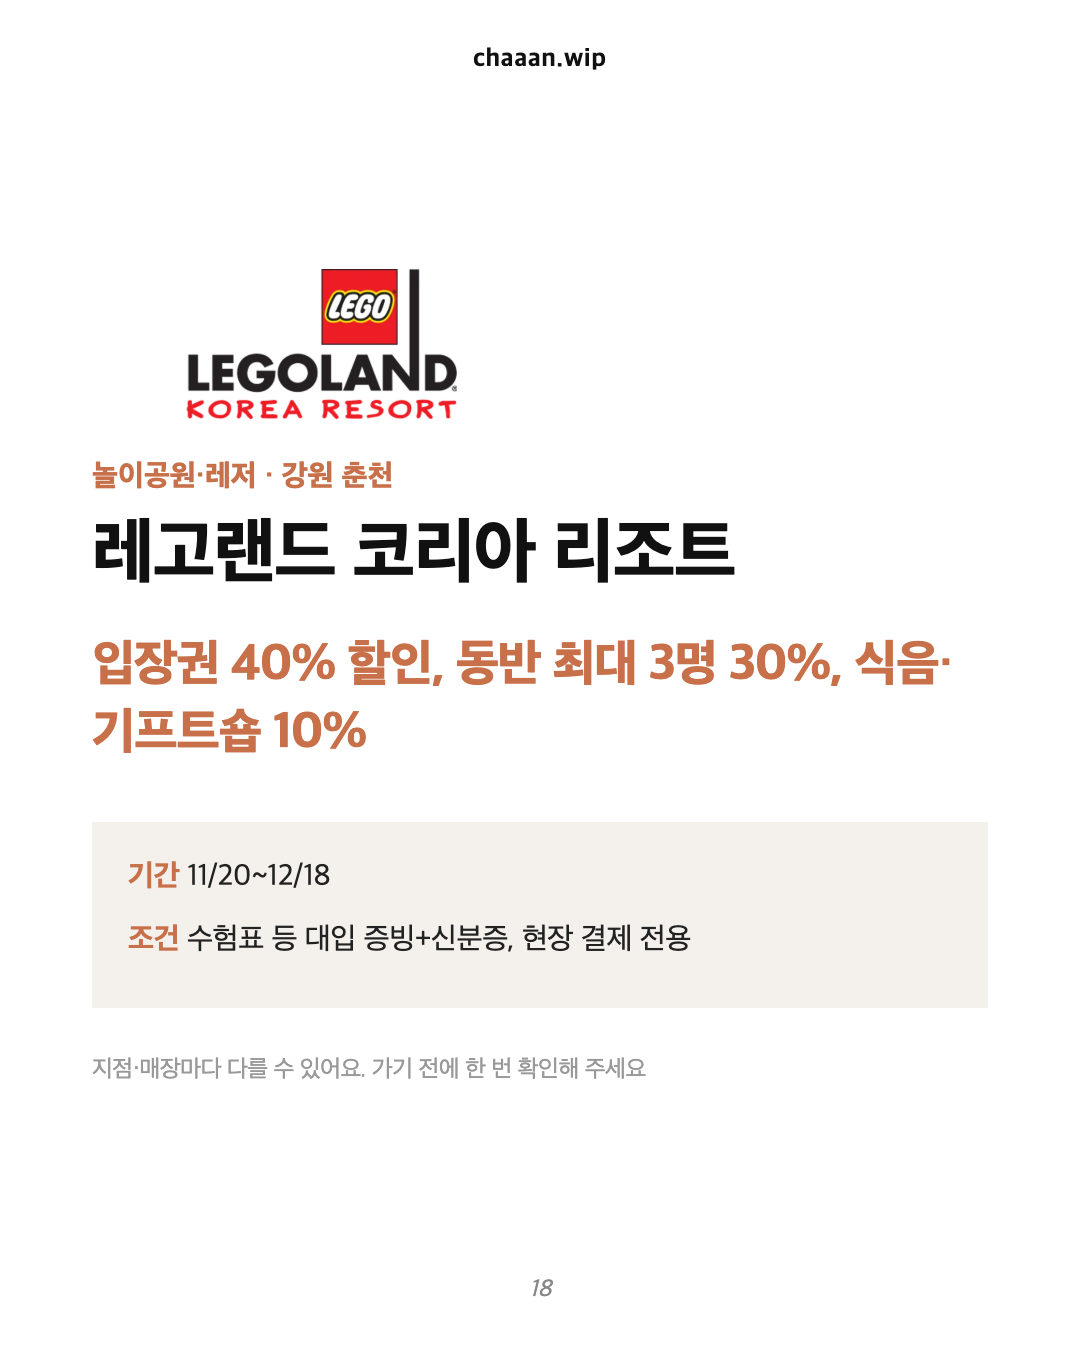 chaaan.wip
LEGO
LEGOLAND
KOREA RESORT
놀이공원·레저 · 강원 춘천
레고랜드 코리아 리조트
입장권 40% 할인, 동반 최대 3명 30%, 식음·
기프트숍 10%
기간 11/20~12/18
조건 수험표 등 대입 증빙+신분증, 현장 결제 전용
지점·매장마다 다를 수 있어요. 가기 전에 한 번 확인해 주세요
18